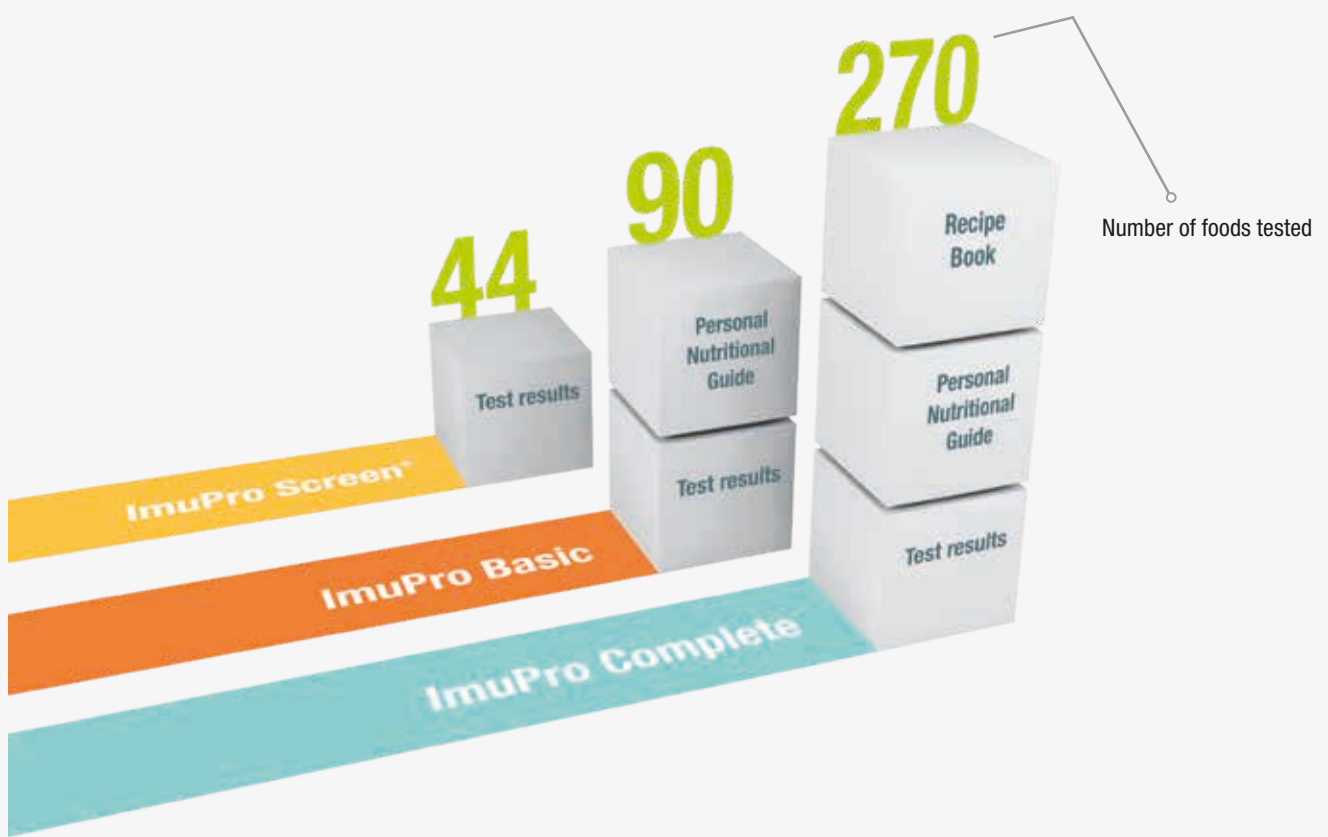 270
Number of foods tested
Recipe
Book
90
Personal
Nutritional
Guide
44
Test results
Personal
Nutritional
Guide
Test results
Test results
ImuPro Screen+
ImuPro Basic
ImuPro Complete